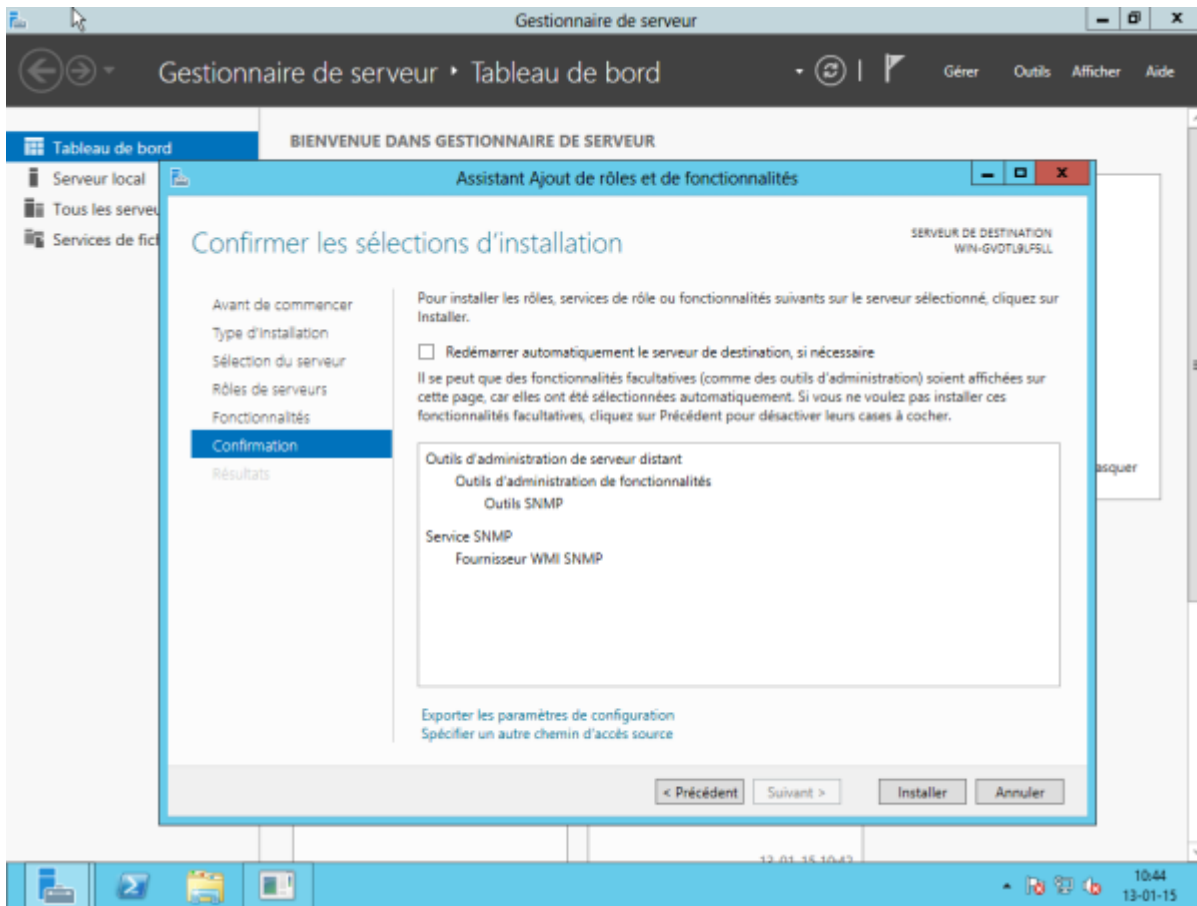 Gestionnaire de serveur
Gestionnaire de serveur • Tableau de bord
Gérer Outils Afficher Aide
Tableau de bord
Serveur local
Tous les serveu
Services de fich
BIENVENUE DANS GESTIONNAIRE DE SERVEUR
Assistant Ajout de rôles et de fonctionnalités
Confirmer les sélections d'installation
SERVEUR DE DESTINATION
WIN-GVDTL9LF5LL
Avant de commencer
Type d'installation
Sélection du serveur
Rôles de serveurs
Fonctionnalités
Confirmation
Résultats
Pour installer les rôles, services de rôle ou fonctionnalités suivants sur le serveur sélectionné, cliquez sur
Installer.
Redémarrer automatiquement le serveur de destination, si nécessaire
Il se peut que des fonctionnalités facultatives (comme des outils d'administration) soient affichées sur
cette page, car elles ont été sélectionnées automatiquement. Si vous ne voulez pas installer ces
fonctionnalités facultatives, cliquez sur Précédent pour désactiver leurs cases à cocher.
Outils d'administration de serveur distant
Outils d'administration de fonctionnalités
Outils SNMP
Service SNMP
Fournisseur WMI SNMP
asquer
Exporter les paramètres de configuration
Spécifier un autre chemin d'accès source
< Précédent Suivant > Installer Annuler
13-01-15 10:42
10:44
13-01-15